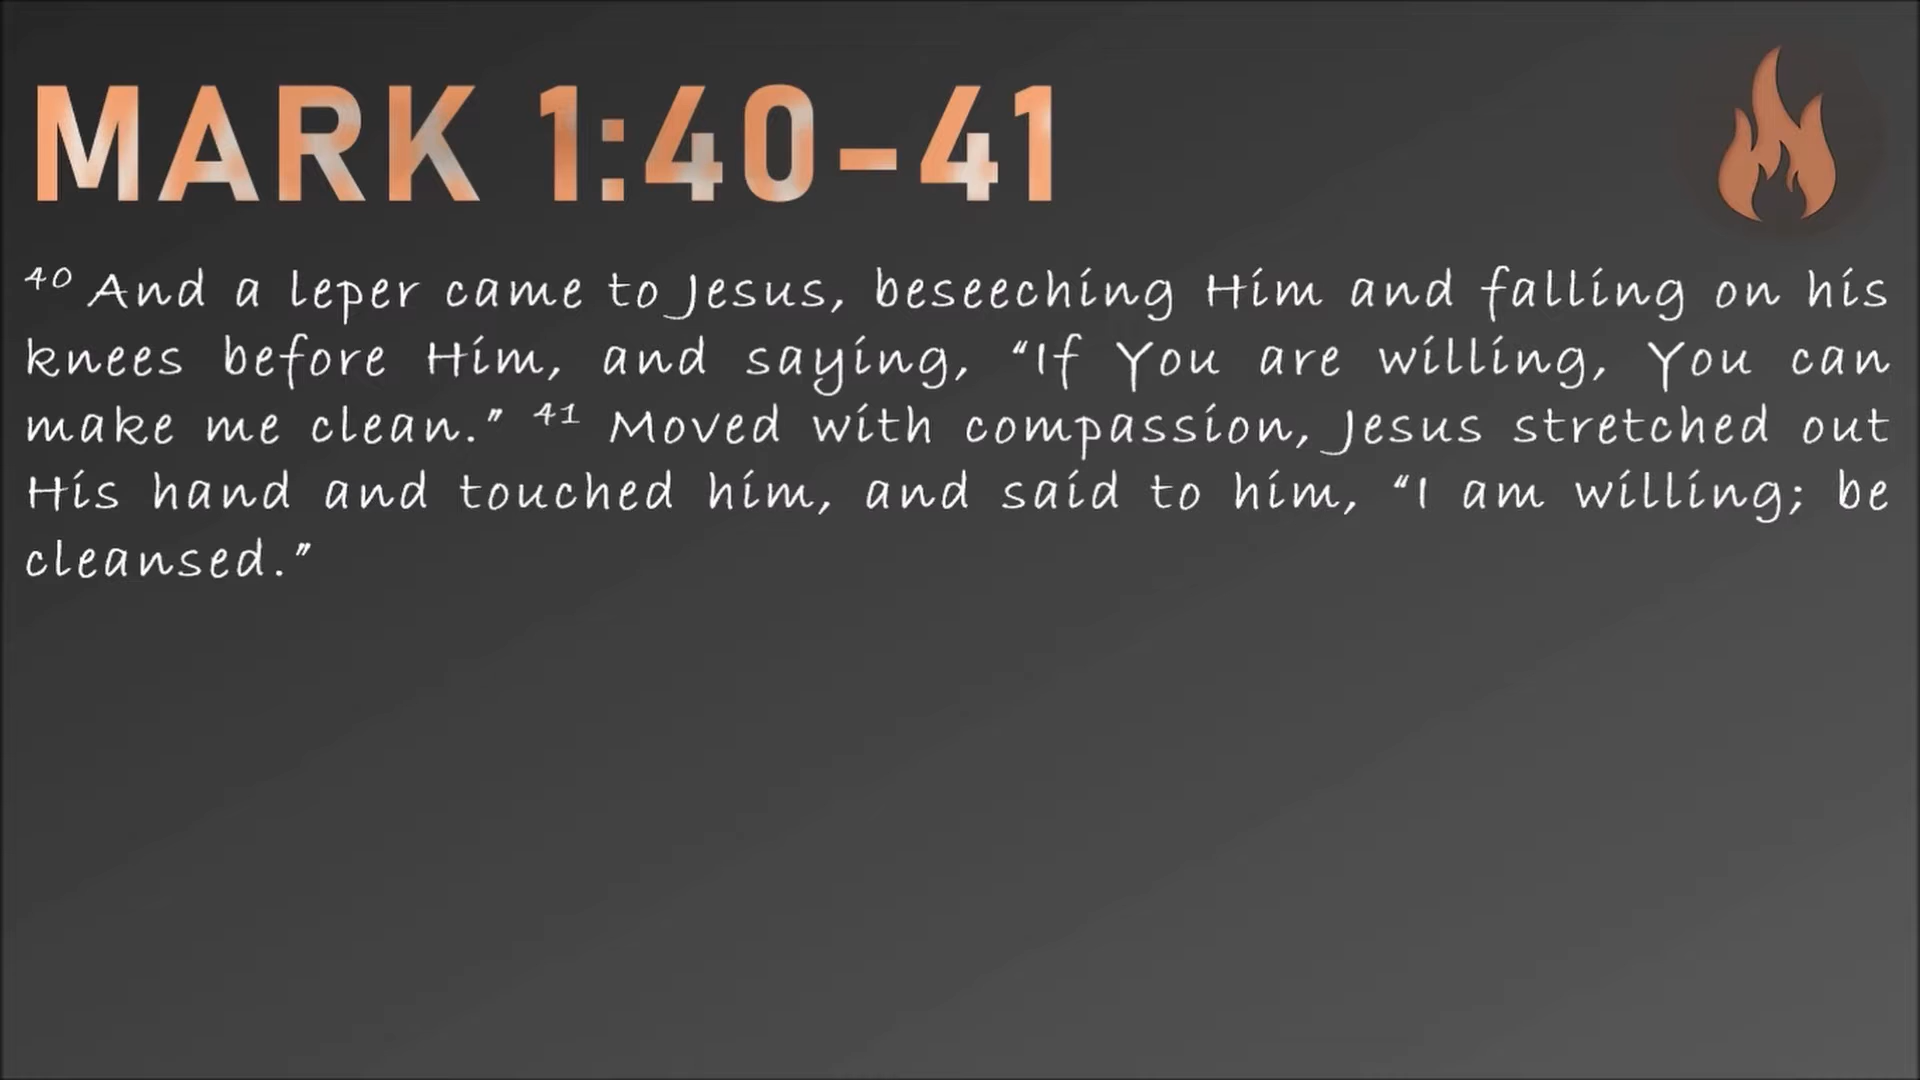 MARK 1:40-41
40 And a leper came to Jesus, beseeching Him and falling on his
knees before Him, and saying, “If You are willing, You can
make me clean.” 41 Moved with compassion, Jesus stretched out
His hand and touched him, and said to him, “I am willing; be
cleansed.”